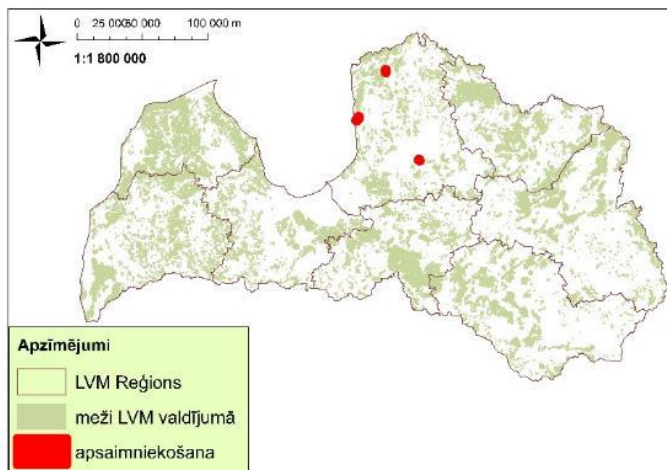 0 25 00050 000 100 000 m
1:1 800 000
Apzīmējumi
LVM Reģions
meži LVM valdījumā
apsaimniekošana